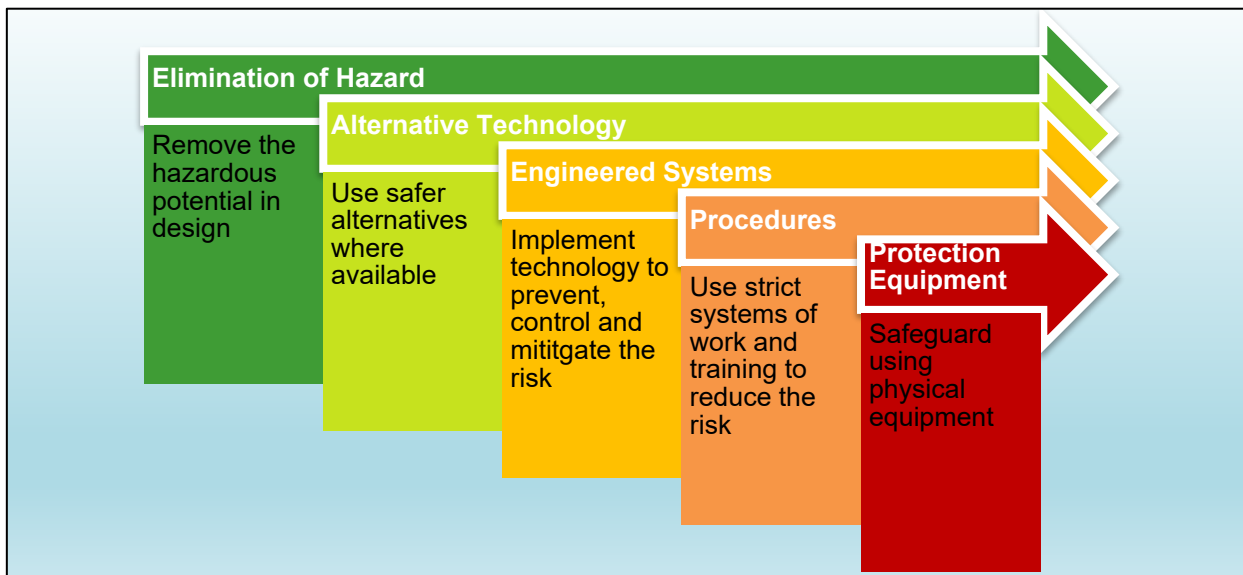 Elimination of Hazard
Remove the
hazardous
potential in
design
Alternative Technology
Use safer
alternatives
where
available
Engineered Systems
Implement
technology to
prevent,
control and
mititgate the
risk
Procedures
Use strict
systems of
work and
training to
reduce the
risk
Protection
Equipment
Safeguard
using
physical
equipment